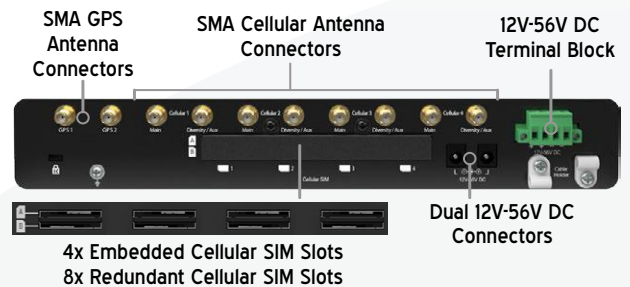 SMA GPS
Antenna
Connectors
SMA Cellular Antenna
Connectors
12V-56V DC
Terminal Block
Cellular 1
Cellular 2
Cellular 3
Cellular 4
GPS 1
GPS 2
Main
Diversity / Aux
Main
Diversity / Aux
Main
Diversity / Aux
Main
Diversity / Aux
12V-56V DC
A
B
1
2
3
4
Cellular SIM
12V-56V DC
Cable
Holder
A
B
Dual 12V-56V DC
Connectors
4x Embedded Cellular SIM Slots
8x Redundant Cellular SIM Slots